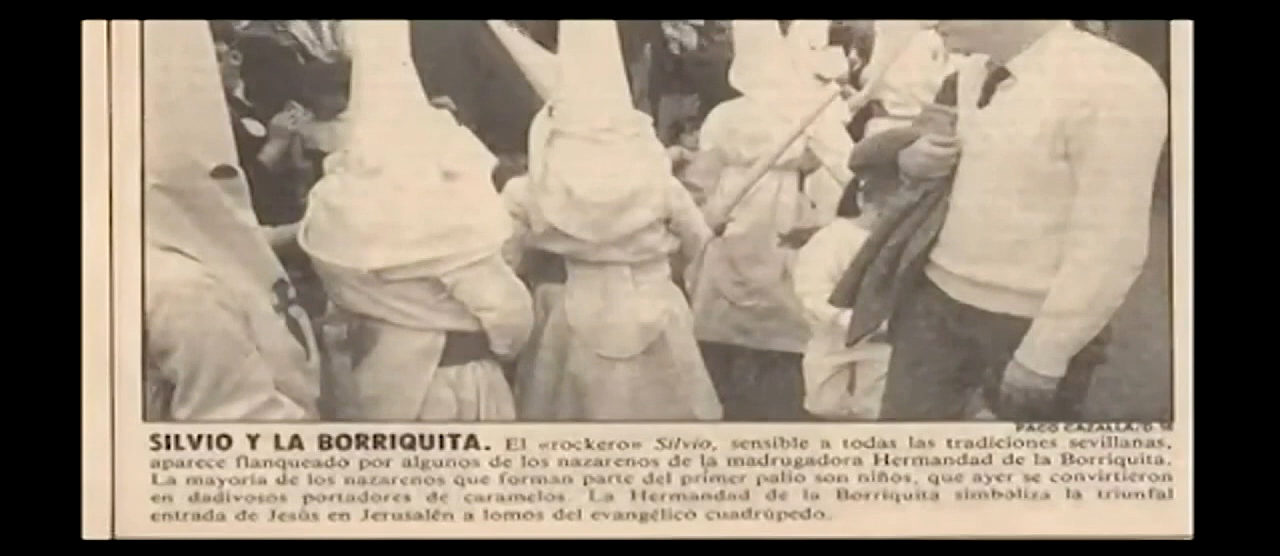 PACO CAZALLA/D 16
SILVIO Y LA BORRIQUITA. El «rockero» Silvio, sensible a todas las tradiciones sevillanas,
aparece flanqueado por algunos de los nazarenos de la madrugadora Hermandad de la Borriquita.
La mayoría de los nazarenos que forman parte del primer palio son niños, que ayer se convirtieron
en dadivosos portadores de caramelos. La Hermandad de la Borriquita simboliza la triunfal
entrada de Jesús en Jerusalén a lomos del evangélico cuadrúpedo.